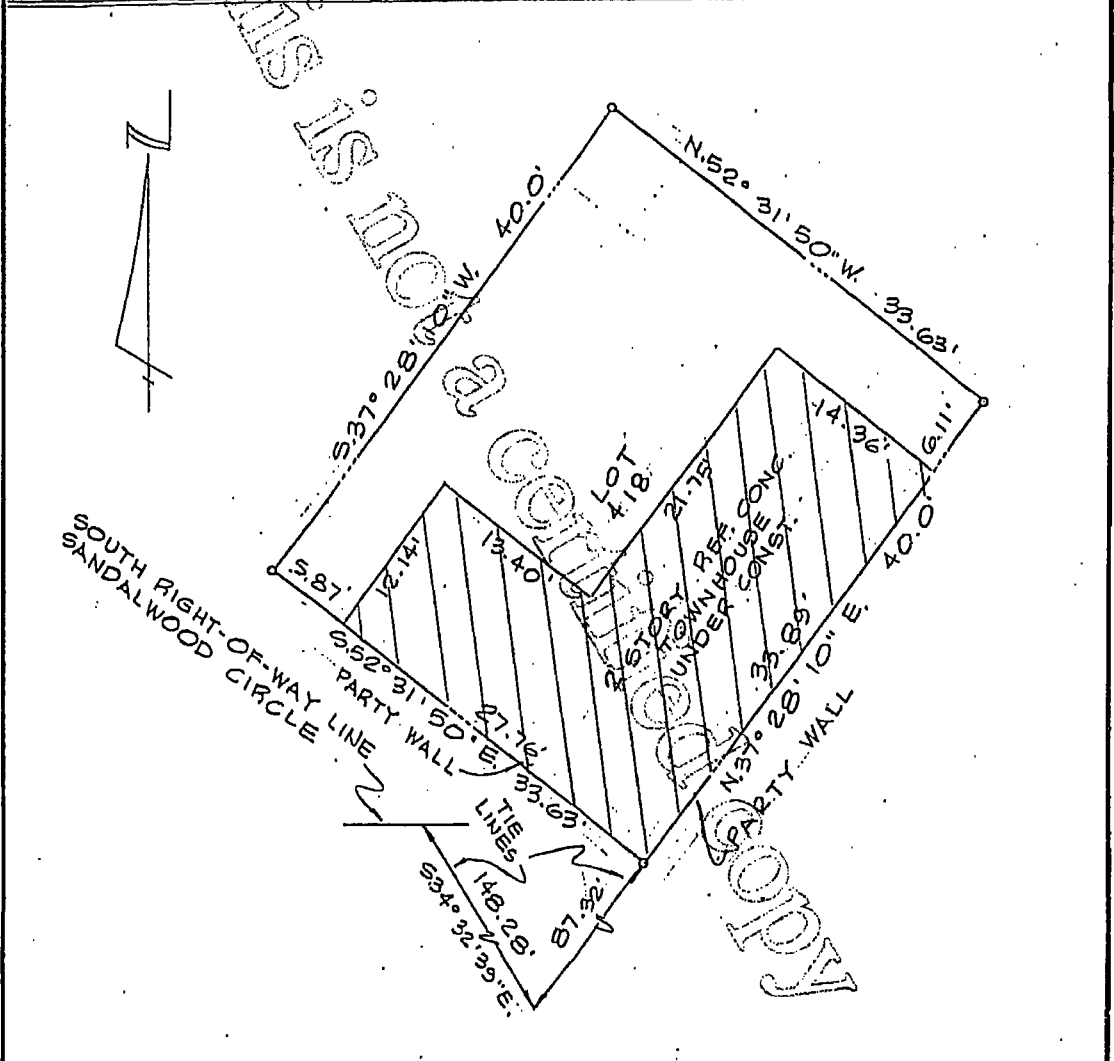 This is not a certified copy
N
N.52° 31' 50" W. 33.63'
S.37° 28' 10" W. 40.0'
LOT
418
14.36'
6.11'
21.75'
2 STORY REF. CONC.
TOWNHOUSE
UNDER CONST.
40.0'
12.14'
13.40'
5.87'
33.89'
N.37° 28' 10" E.
PARTY WALL
S.52° 31' 50" E. 33.63'
PARTY WALL
27.76'
SOUTH RIGHT-OF-WAY LINE
SANDALWOOD CIRCLE
TIE
LINES
148.28'
S34° 32' 39" E.
87.32'